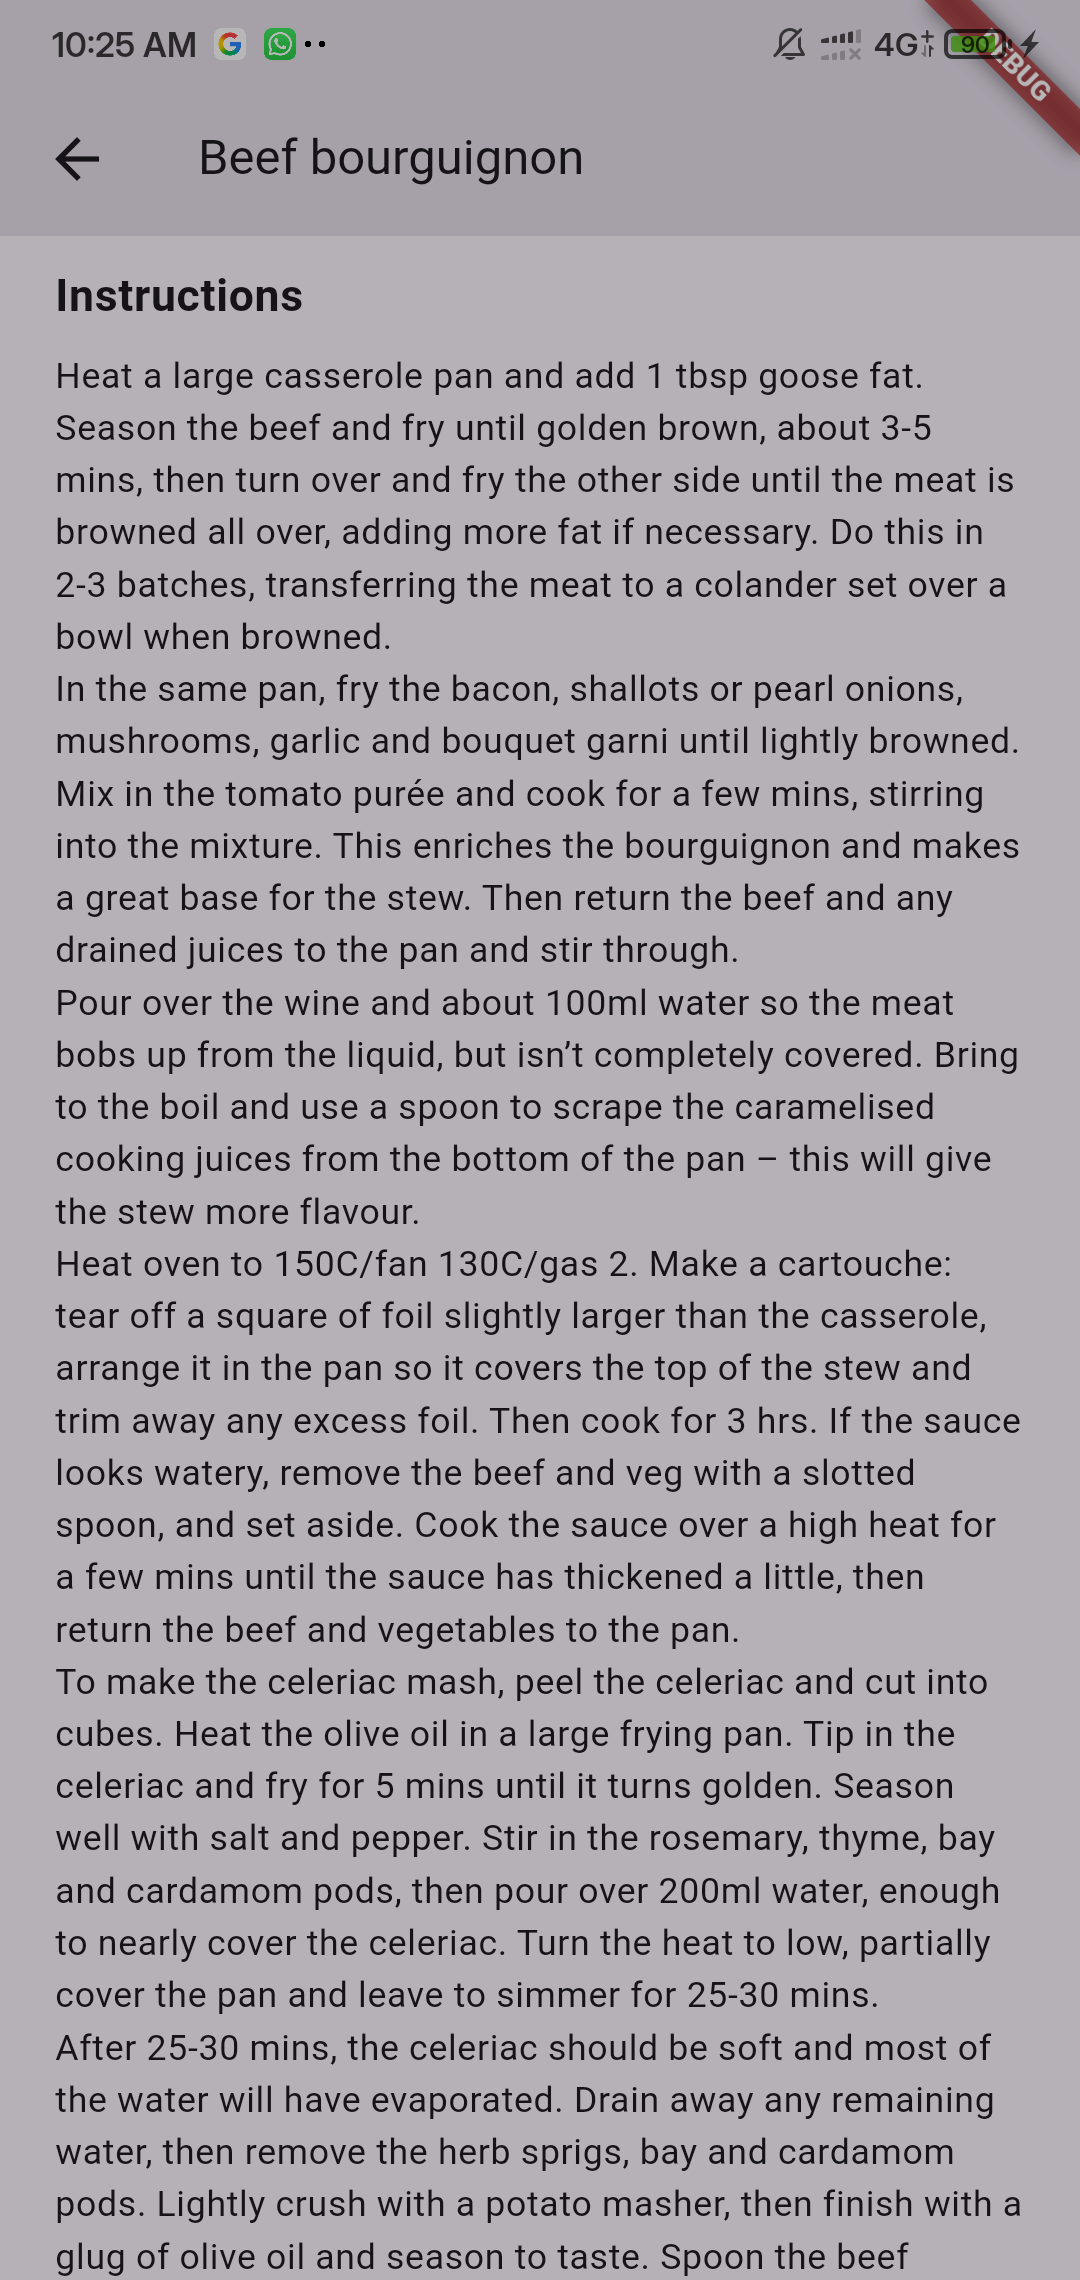 10:25 AM
4G+
90
DEBUG
Beef bourguignon
Instructions
Heat a large casserole pan and add 1 tbsp goose fat.
Season the beef and fry until golden brown, about 3-5
mins, then turn over and fry the other side until the meat is
browned all over, adding more fat if necessary. Do this in
2-3 batches, transferring the meat to a colander set over a
bowl when browned.
In the same pan, fry the bacon, shallots or pearl onions,
mushrooms, garlic and bouquet garni until lightly browned.
Mix in the tomato purée and cook for a few mins, stirring
into the mixture. This enriches the bourguignon and makes
a great base for the stew. Then return the beef and any
drained juices to the pan and stir through.
Pour over the wine and about 100ml water so the meat
bobs up from the liquid, but isn’t completely covered. Bring
to the boil and use a spoon to scrape the caramelised
cooking juices from the bottom of the pan – this will give
the stew more flavour.
Heat oven to 150C/fan 130C/gas 2. Make a cartouche:
tear off a square of foil slightly larger than the casserole,
arrange it in the pan so it covers the top of the stew and
trim away any excess foil. Then cook for 3 hrs. If the sauce
looks watery, remove the beef and veg with a slotted
spoon, and set aside. Cook the sauce over a high heat for
a few mins until the sauce has thickened a little, then
return the beef and vegetables to the pan.
To make the celeriac mash, peel the celeriac and cut into
cubes. Heat the olive oil in a large frying pan. Tip in the
celeriac and fry for 5 mins until it turns golden. Season
well with salt and pepper. Stir in the rosemary, thyme, bay
and cardamom pods, then pour over 200ml water, enough
to nearly cover the celeriac. Turn the heat to low, partially
cover the pan and leave to simmer for 25-30 mins.
After 25-30 mins, the celeriac should be soft and most of
the water will have evaporated. Drain away any remaining
water, then remove the herb sprigs, bay and cardamom
pods. Lightly crush with a potato masher, then finish with a
glug of olive oil and season to taste. Spoon the beef